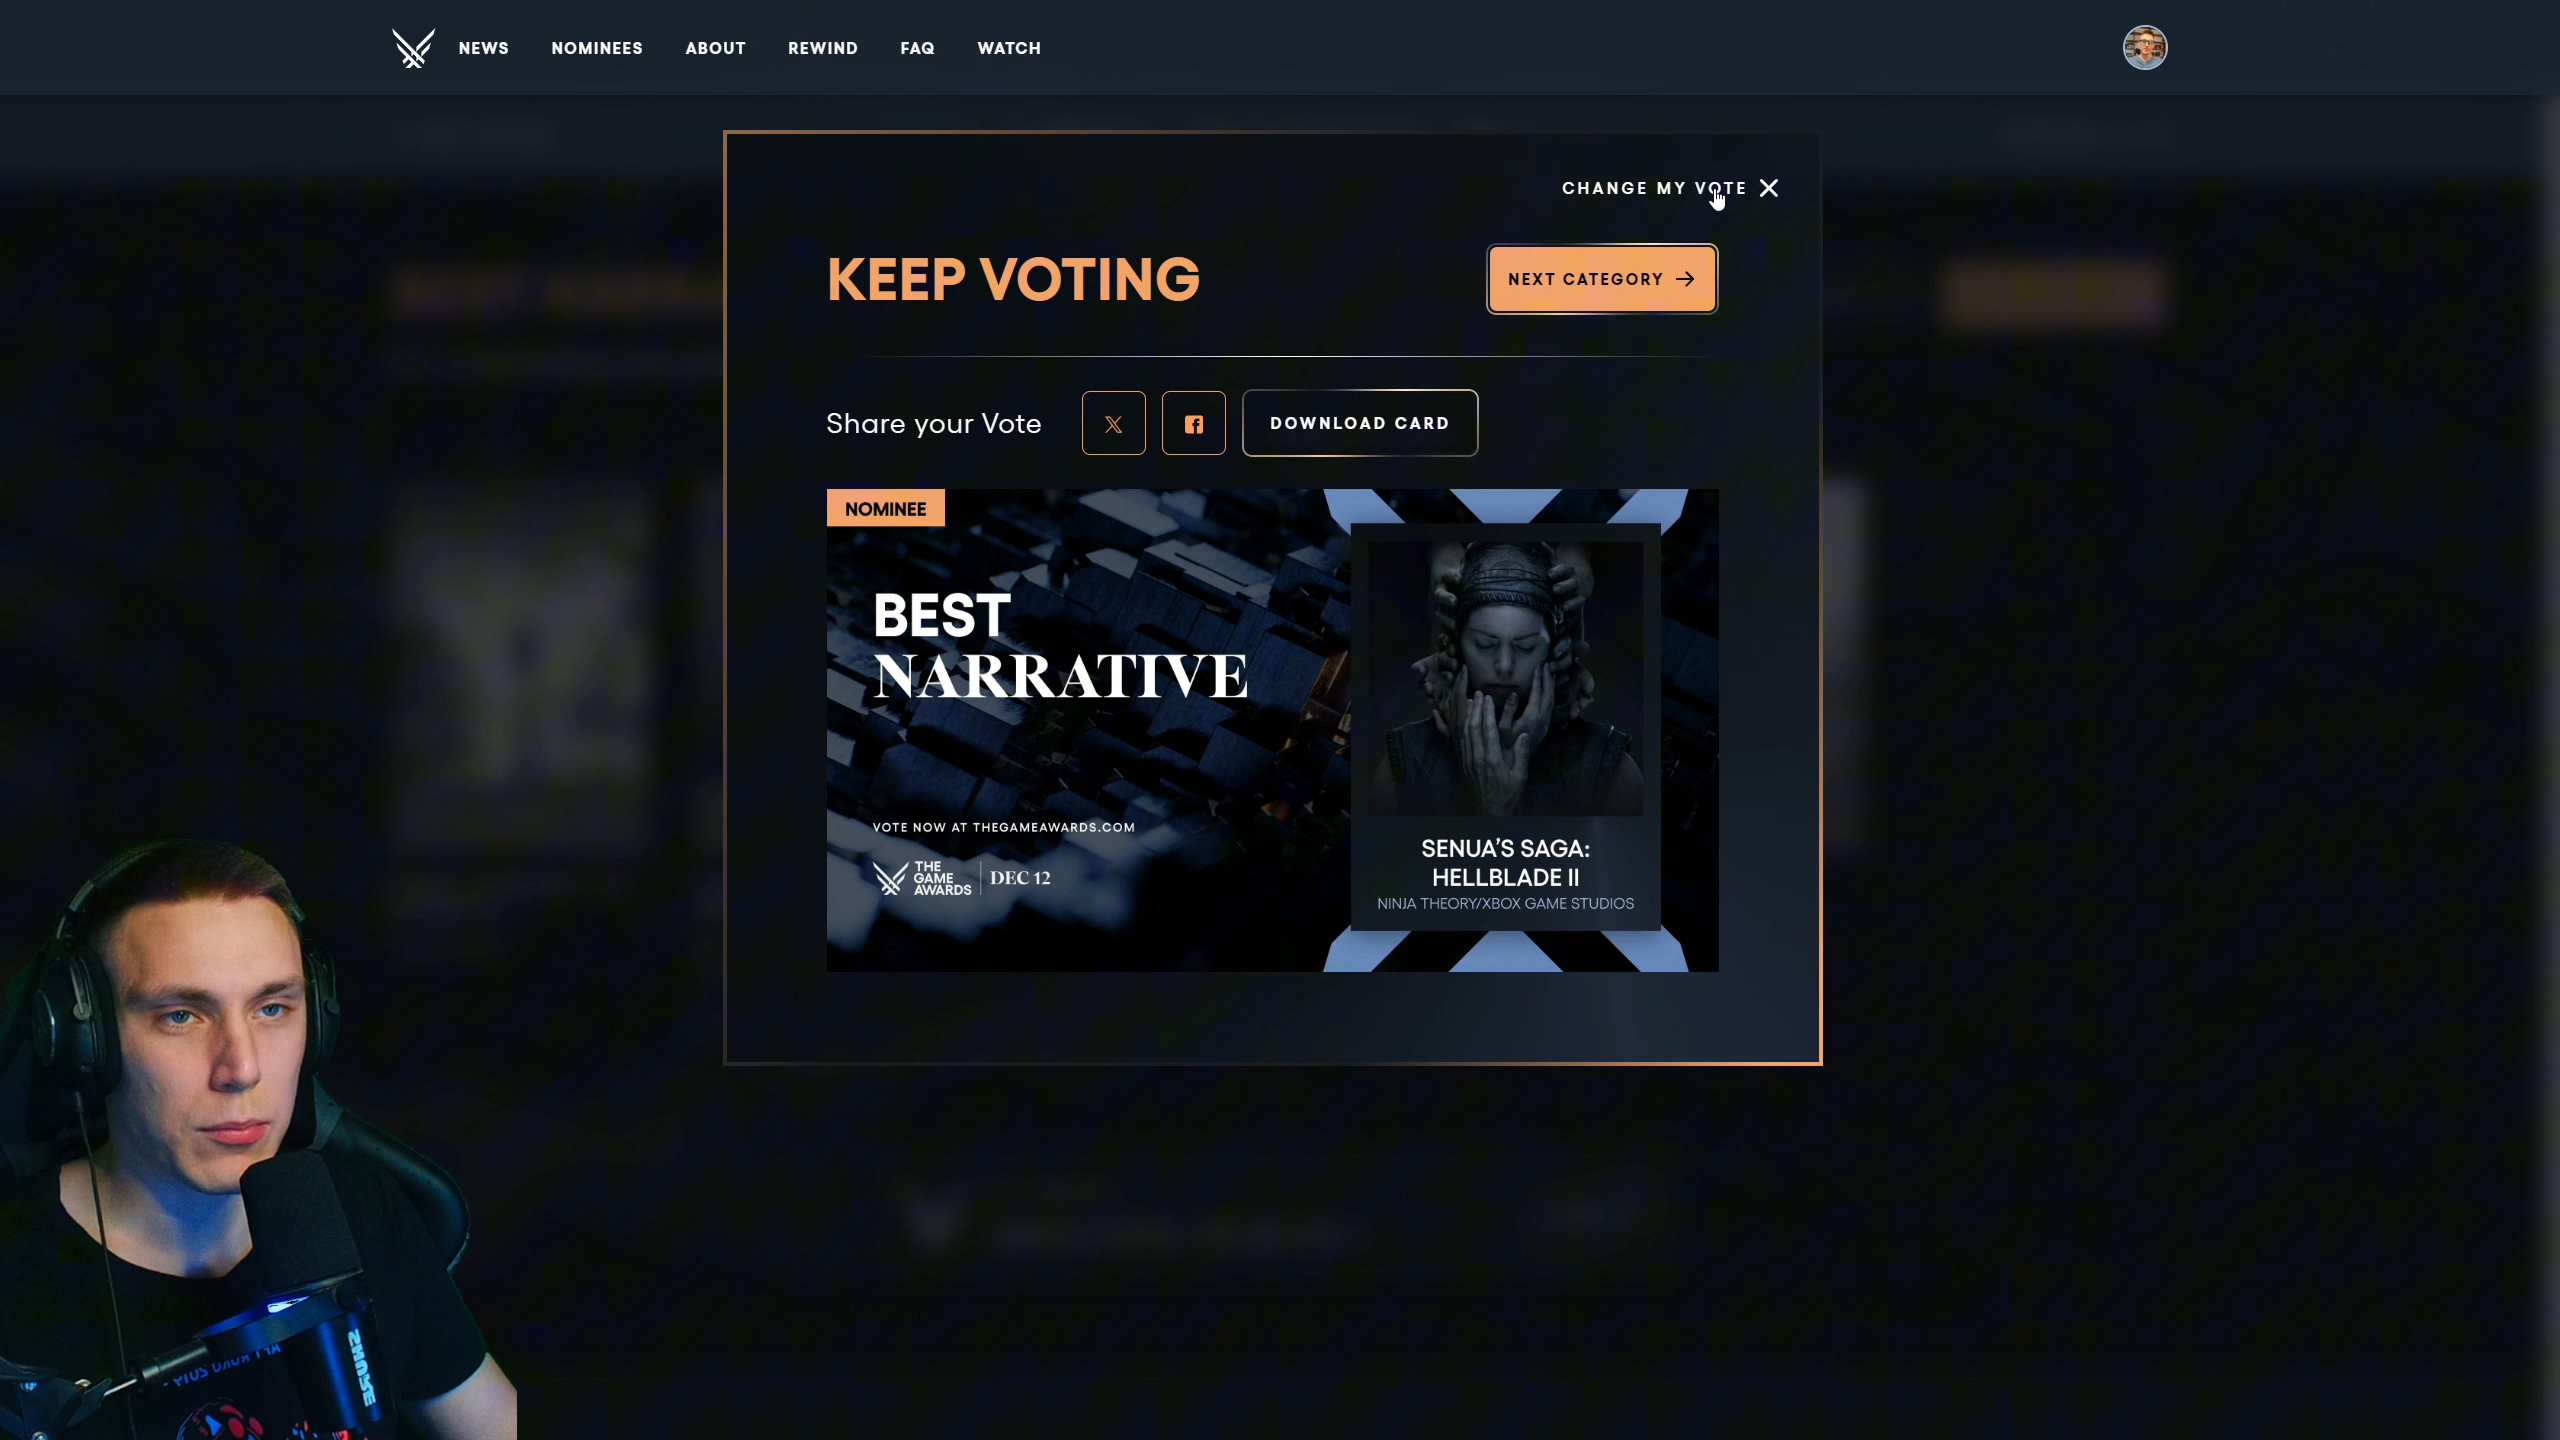 NEWS NOMINEES ABOUT REWIND FAQ WATCH
CHANGE MY VOTE
KEEP VOTING
NEXT CATEGORY
Share your Vote
DOWNLOAD CARD
NOMINEE
BEST
NARRATIVE
VOTE NOW AT THEGAMEAWARDS.COM
THE
GAME
AWARDS
DEC 12
SENUA’S SAGA:
HELLBLADE II
NINJA THEORY/XBOX GAME STUDIOS
SHURE